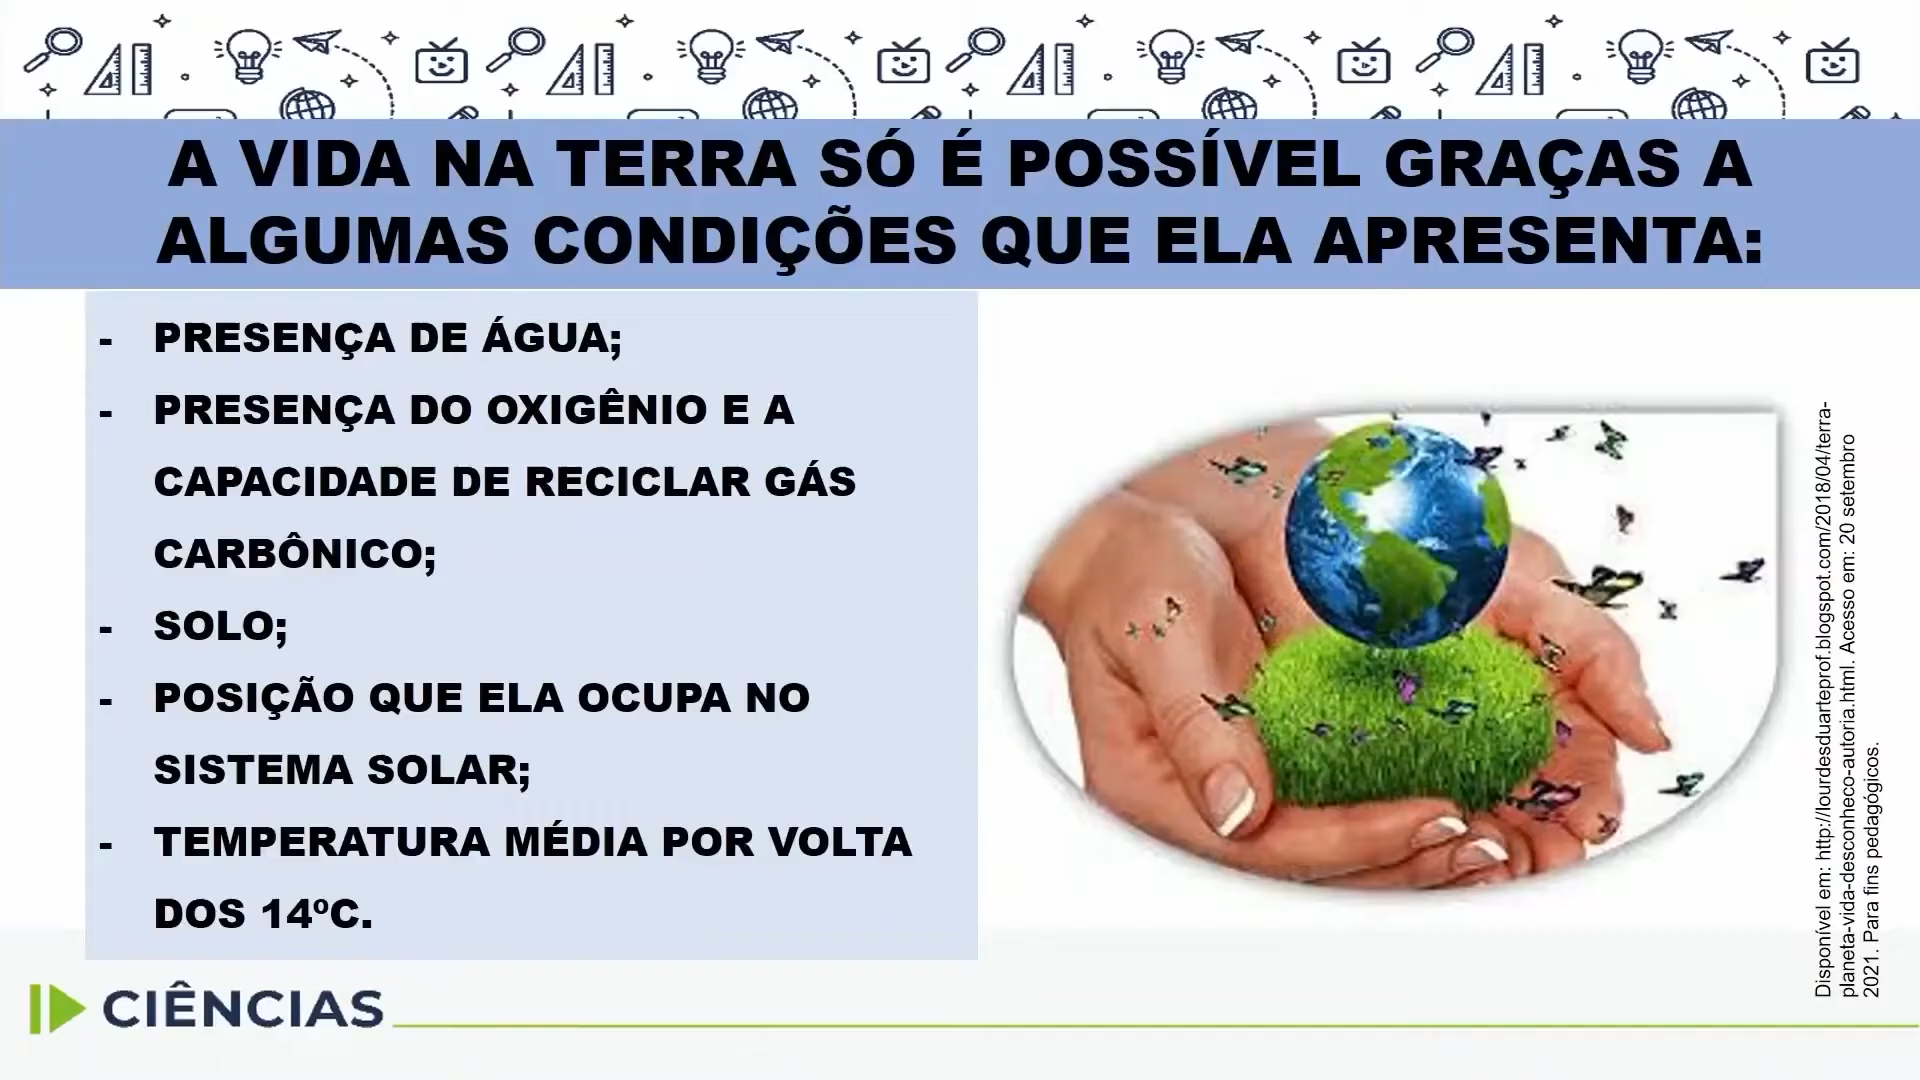 A VIDA NA TERRA SÓ É POSSÍVEL GRAÇAS A
ALGUMAS CONDIÇÕES QUE ELA APRESENTA:
- PRESENÇA DE ÁGUA;
- PRESENÇA DO OXIGÊNIO E A
CAPACIDADE DE RECICLAR GÁS
CARBÔNICO;
- SOLO;
- POSIÇÃO QUE ELA OCUPA NO
SISTEMA SOLAR;
- TEMPERATURA MÉDIA POR VOLTA
DOS 14ºC.
Disponível em: http://lourdesduarteprof.blogspot.com/2018/04/terra-
planeta-vida-desconheco-autoria.html. Acesso em: 20 setembro
2021. Para fins pedagógicos.
CIÊNCIAS